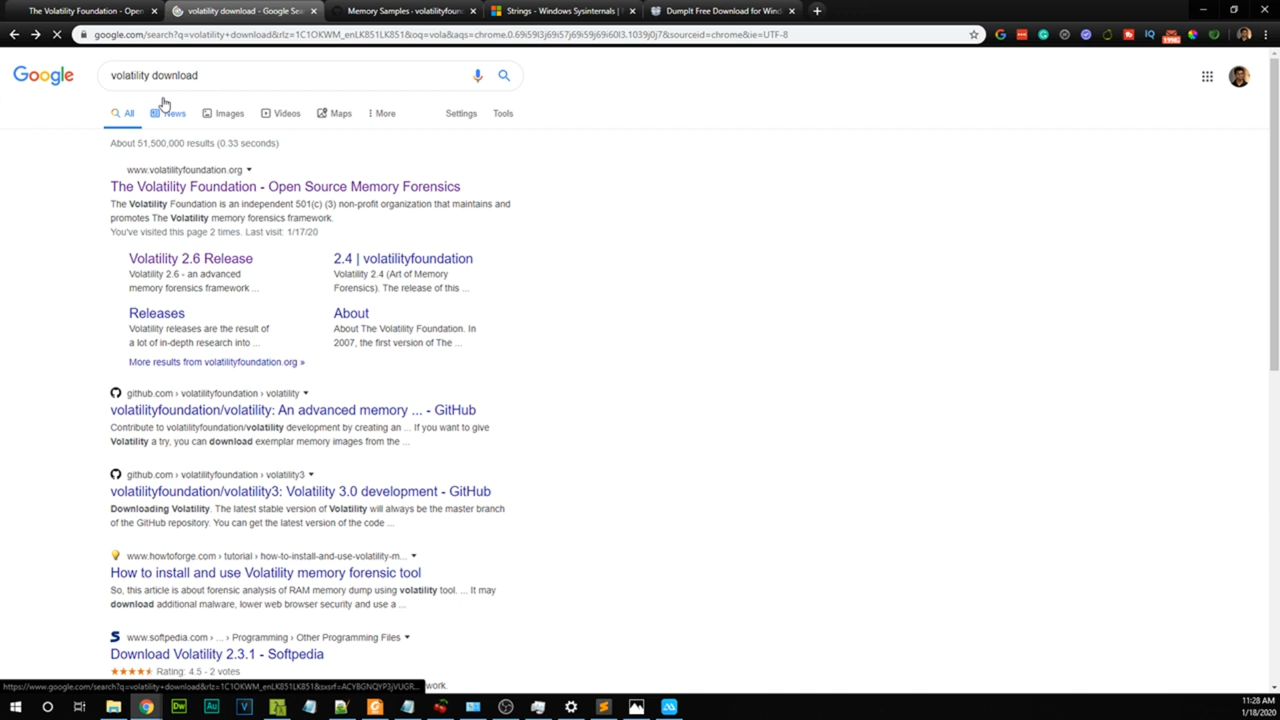 The Volatility Foundation - Open
volatility download - Google Sea
Memory Samples · volatilityfoun
Strings - Windows Sysinternals |
DumpIt Free Download for Win
google.com/search?q=volatility+download&rlz=1C1OKWM_enLK851LK851&oq=vola&aqs=chrome.0.69i59l3j69i57j69i59j69i60l3.1039j0j7&sourceid=chrome&ie=UTF-8
Google
volatility download
All News Images Videos Maps More Settings Tools
About 51,500,000 results (0.33 seconds)
www.volatilityfoundation.org
The Volatility Foundation - Open Source Memory Forensics
The Volatility Foundation is an independent 501(c) (3) non-profit organization that maintains and
promotes The Volatility memory forensics framework.
You've visited this page 2 times. Last visit: 1/17/20
Volatility 2.6 Release
Volatility 2.6 - an advanced
memory forensics framework ...
2.4 | volatilityfoundation
Volatility 2.4 (Art of Memory
Forensics). The release of this ...
Releases
Volatility releases are the result of
a lot of in-depth research into ...
About
About The Volatility Foundation. In
2007, the first version of The ...
More results from volatilityfoundation.org »
github.com › volatilityfoundation › volatility
volatilityfoundation/volatility: An advanced memory ... - GitHub
Contribute to volatilityfoundation/volatility development by creating an ... If you want to give
Volatility a try, you can download exemplar memory images from the ...
github.com › volatilityfoundation › volatility3
volatilityfoundation/volatility3: Volatility 3.0 development - GitHub
Downloading Volatility. The latest stable version of Volatility will always be the master branch
of the GitHub repository. You can get the latest version of the code ...
www.howtoforge.com › tutorial › how-to-install-and-use-volatility-m...
How to install and use Volatility memory forensic tool
So, this article is about forensic analysis of RAM memory dump using volatility tool. ... It may
download additional malware, lower web browser security and use a ...
www.softpedia.com › ... › Programming › Other Programming Files
Download Volatility 2.3.1 - Softpedia
Rating: 4.5 - 2 votes
work.
11:28 AM
1/18/2020